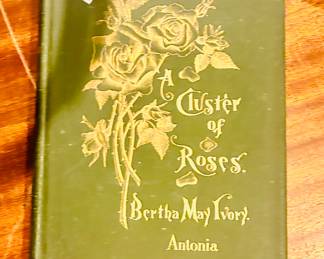 A
Cluster
of
Roses.
Bertha May Ivory.
Antonia